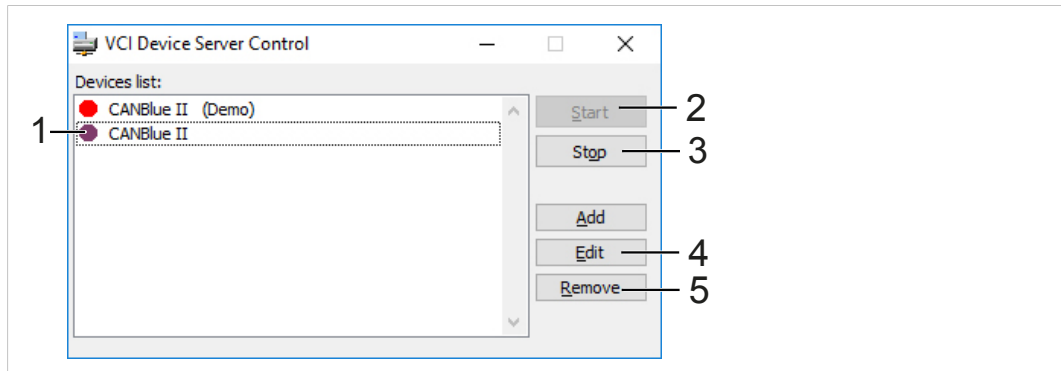 VCI Device Server Control
Devices list:
CANBlue II (Demo)
CANBlue II
1
Start
2
Stop
3
Add
Edit
4
Remove
5